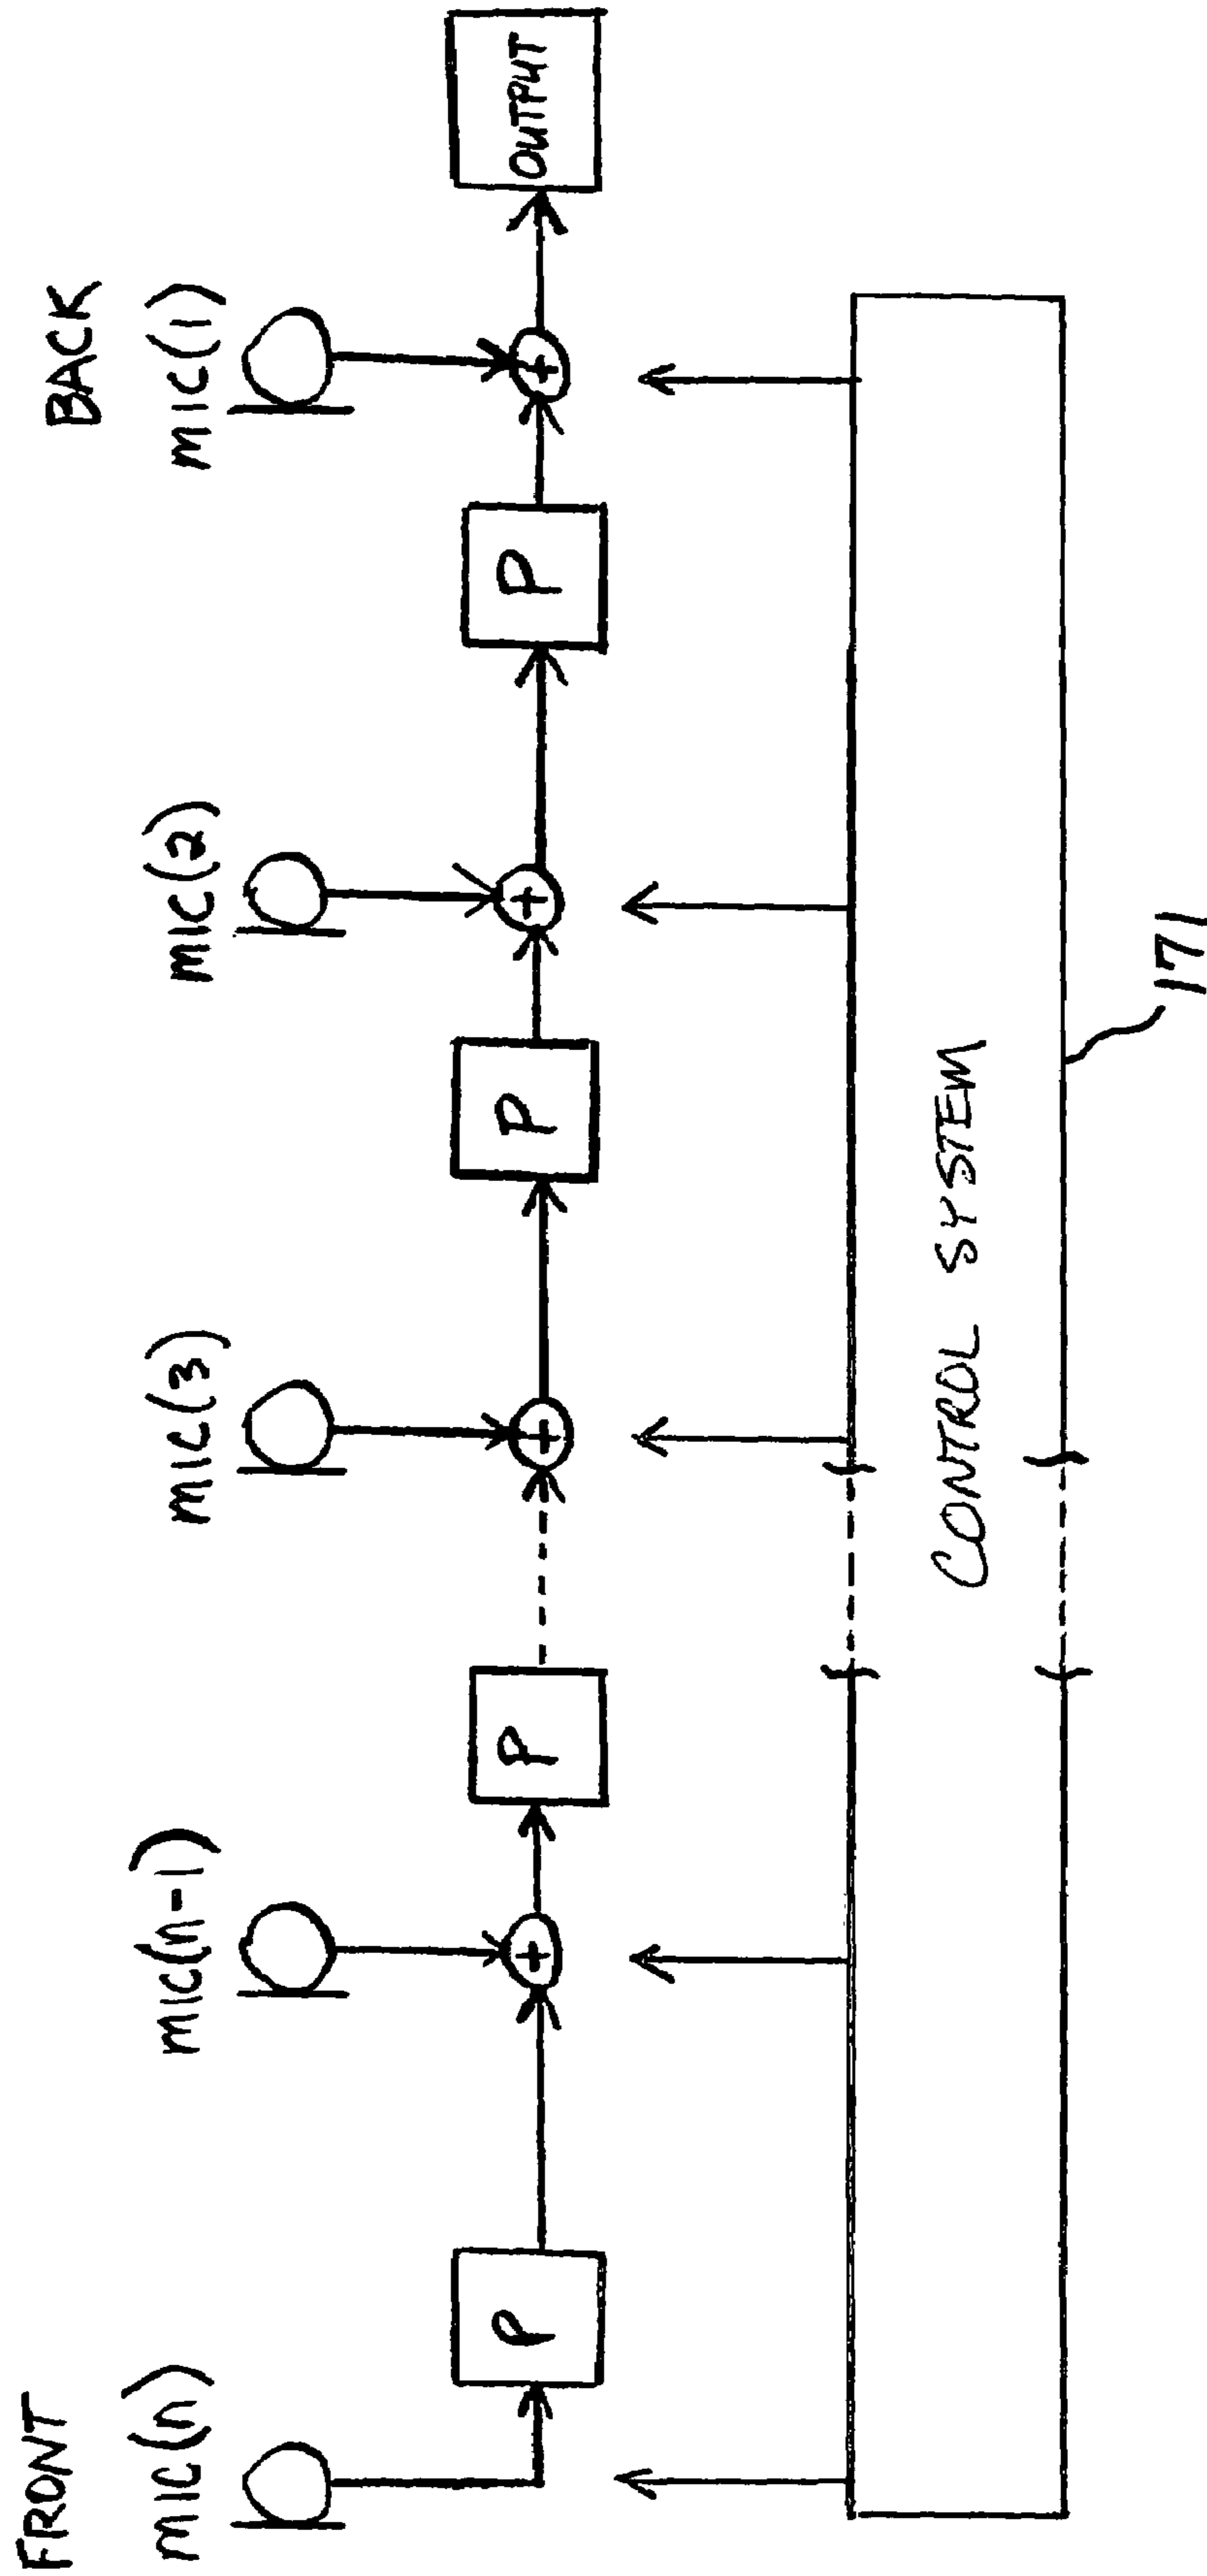 FRONT
BACK
MIC(n)
MIC(n-1)
MIC(3)
MIC(2)
MIC(1)
P
P
P
P
OUTPUT
+
+
+
+
CONTROL SYSTEM
171